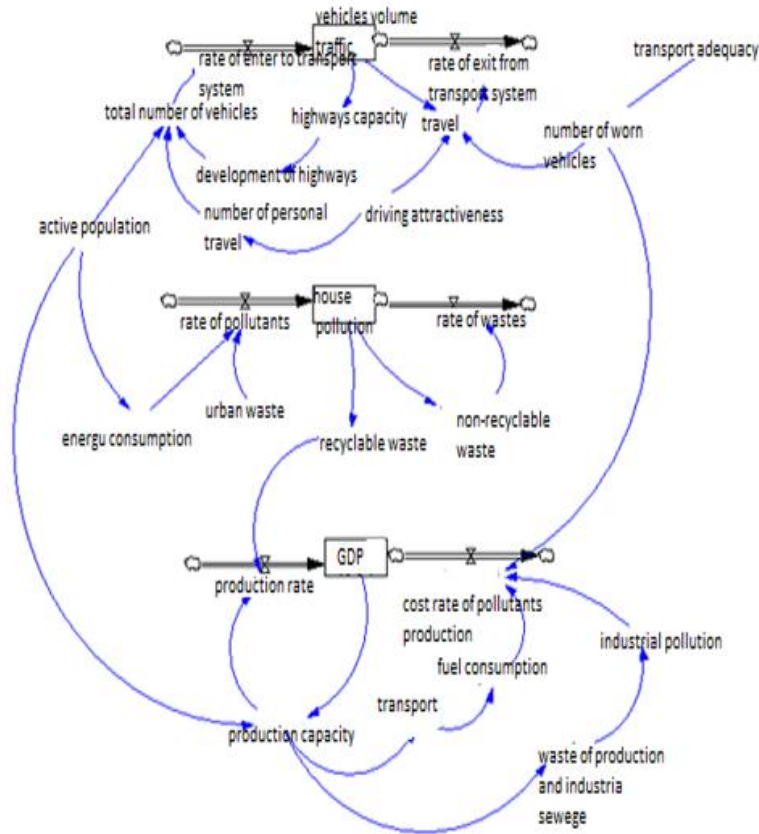 vehicles volume
traffic
rate of enter to transport
system
rate of exit from
transport system
transport adequacy
total number of vehicles
highways capacity
travel
number of worn
vehicles
development of highways
number of personal
travel
driving attractiveness
active population
house
pollution
rate of pollutants
rate of wastes
urban waste
non-recyclable
waste
energu consumption
recyclable waste
GDP
production rate
cost rate of pollutants
production
industrial pollution
fuel consumption
transport
production capacity
waste of production
and industria
sewege